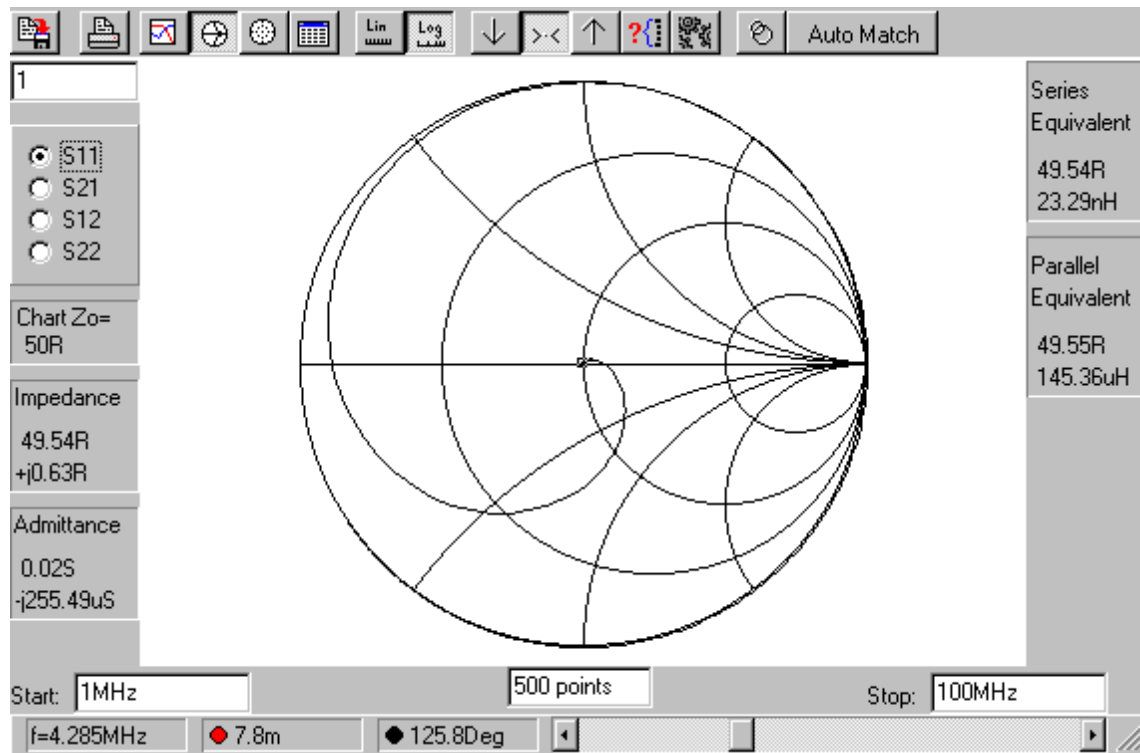 Lin
Log
?{
Auto Match
1
S11
S21
S12
S22
Chart Zo=
50R
Impedance
49.54R
+j0.63R
Admittance
0.02S
-j255.49uS
Series
Equivalent
49.54R
23.29nH
Parallel
Equivalent
49.55R
145.36uH
Start: 1MHz
500 points
Stop: 100MHz
f=4.285MHz
7.8m
125.8Deg